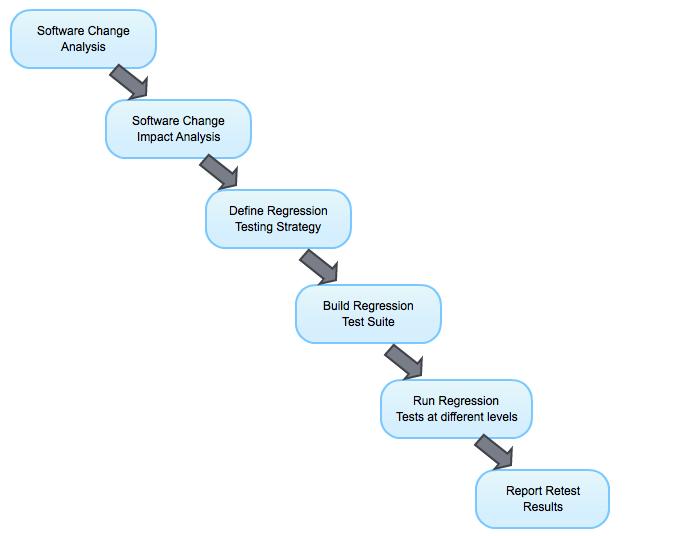 Software Change
Analysis
Software Change
Impact Analysis
Define Regression
Testing Strategy
Build Regression
Test Suite
Run Regression
Tests at different levels
Report Retest
Results